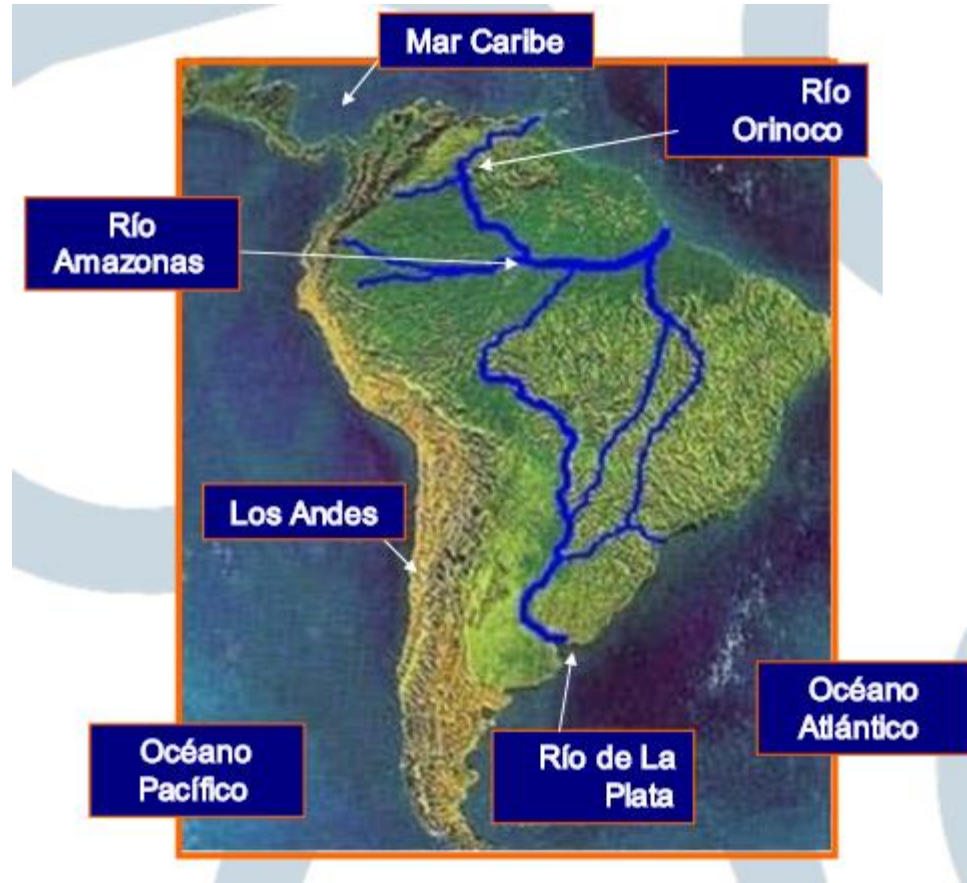 Mar Caribe
Río
Orinoco
Río
Amazonas
Los Andes
Océano
Atlántico
Océano
Pacífico
Río de La
Plata